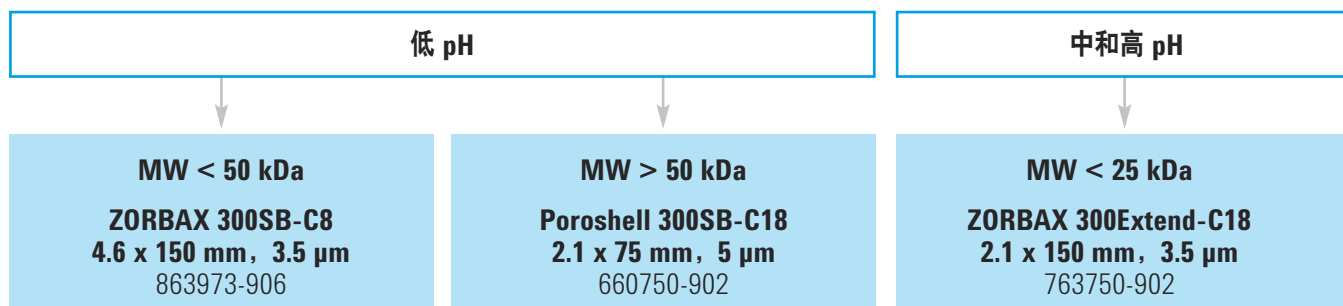 低 pH
中和高 pH
MW < 50 kDa
ZORBAX 300SB-C8
4.6 x 150 mm，3.5 µm
863973-906
MW > 50 kDa
Poroshell 300SB-C18
2.1 x 75 mm，5 µm
660750-902
MW < 25 kDa
ZORBAX 300Extend-C18
2.1 x 150 mm，3.5 µm
763750-902